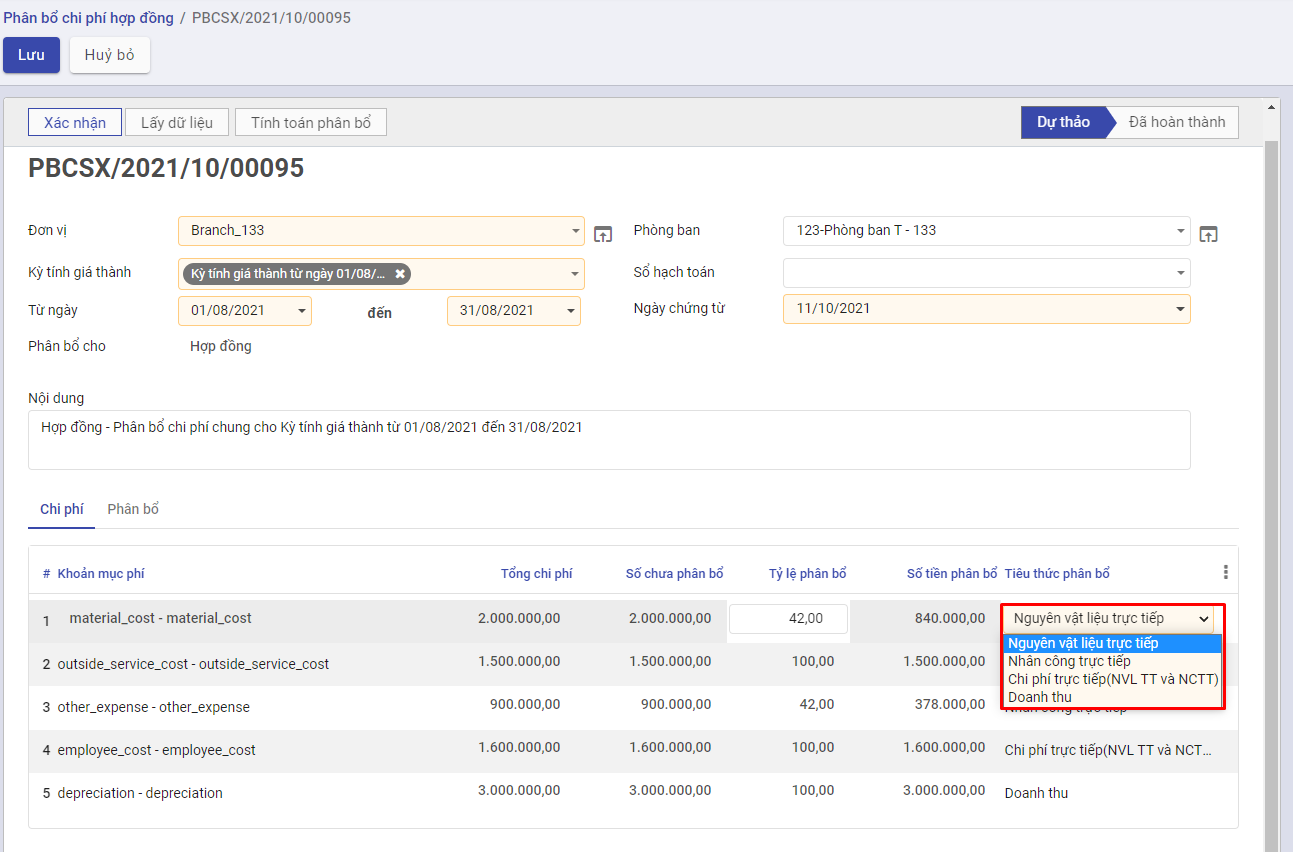 Phân bổ chi phí hợp đồng / PBCSX/2021/10/00095
Lưu Huỷ bỏ
Xác nhận Lấy dữ liệu Tính toán phân bổ Dự thảo Đã hoàn thành
PBCSX/2021/10/00095
Đơn vị Branch_133 Phòng ban 123-Phòng ban T - 133
Kỳ tính giá thành Kỳ tính giá thành từ ngày 01/08/... ✖ Sổ hạch toán
Từ ngày 01/08/2021 đến 31/08/2021 Ngày chứng từ 11/10/2021
Phân bổ cho Hợp đồng
Nội dung
Hợp đồng - Phân bổ chi phí chung cho Kỳ tính giá thành từ 01/08/2021 đến 31/08/2021
Chi phí Phân bổ
# Khoản mục phí Tổng chi phí Số chưa phân bổ Tỷ lệ phân bổ Số tiền phân bổ Tiêu thức phân bổ
1 material_cost - material_cost 2.000.000,00 2.000.000,00 42,00 840.000,00 Nguyên vật liệu trực tiếp
Nguyên vật liệu trực tiếp
Nhân công trực tiếp
Chi phí trực tiếp(NVL TT và NCTT)
Doanh thu
2 outside_service_cost - outside_service_cost 1.500.000,00 1.500.000,00 100,00 1.500.000,00
3 other_expense - other_expense 900.000,00 900.000,00 42,00 378.000,00 Nhân công trực tiếp
4 employee_cost - employee_cost 1.600.000,00 1.600.000,00 100,00 1.600.000,00 Chi phí trực tiếp(NVL TT và NCT...
5 depreciation - depreciation 3.000.000,00 3.000.000,00 100,00 3.000.000,00 Doanh thu